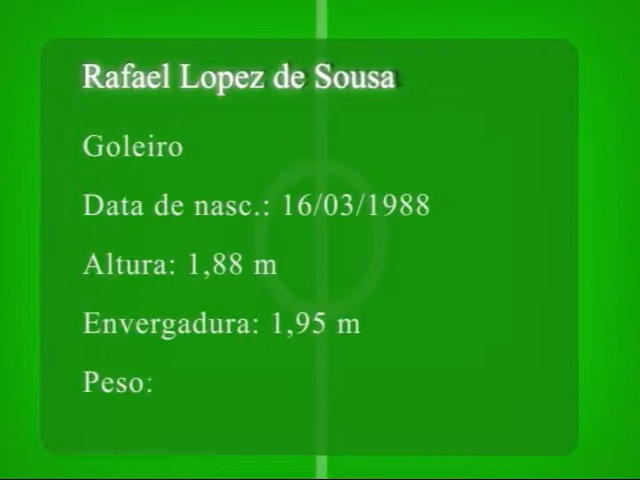 Rafael Lopez de Sousa
Goleiro
Data de nasc.: 16/03/1988
Altura: 1,88 m
Envergadura: 1,95 m
Peso: